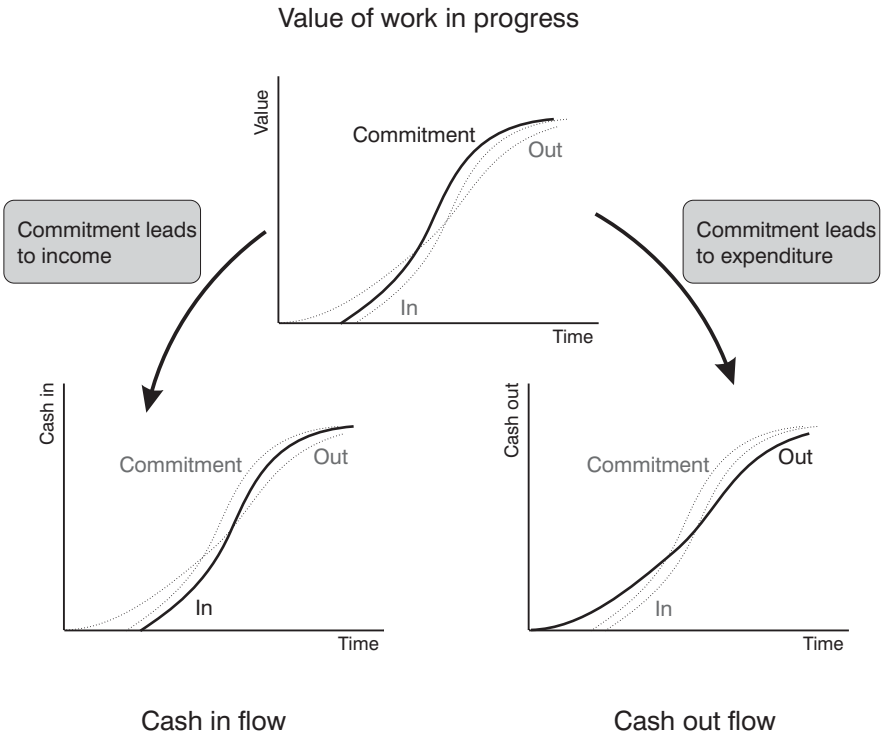 Value of work in progress
Value
Commitment
Out
In
Time
Commitment leads
to income
Commitment leads
to expenditure
Cash in
Commitment
Out
In
Time
Cash out
Commitment
Out
In
Time
Cash in flow
Cash out flow